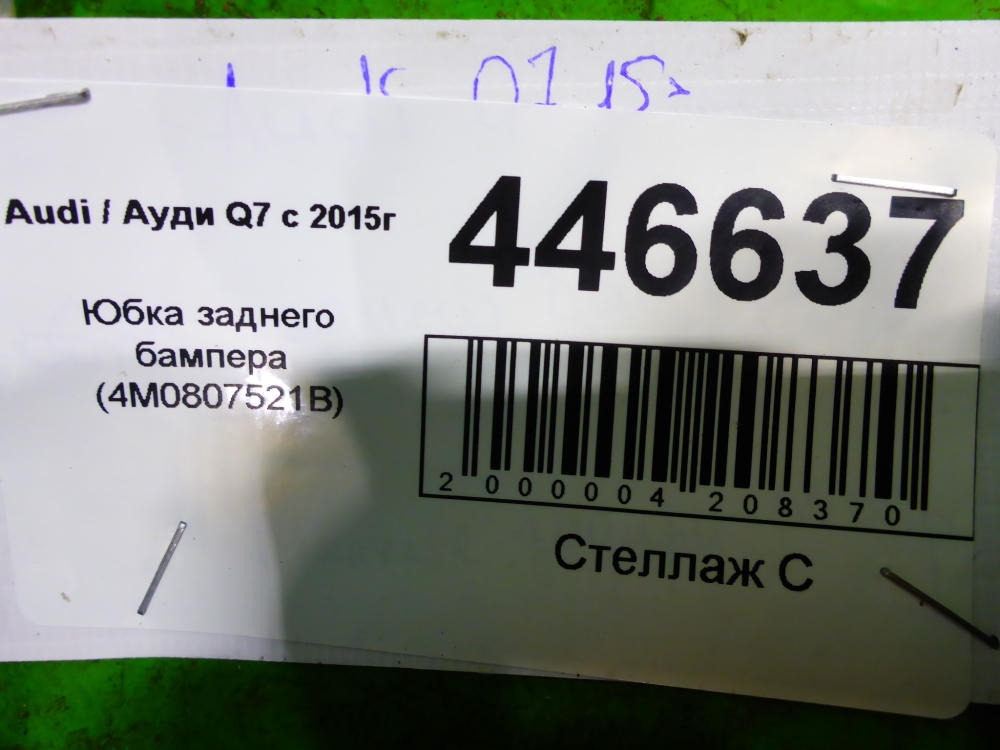 Audi / Ауди Q7 с 2015г
446637
Юбка заднего
бампера
(4M0807521B)
2 000004 208370
Стеллаж С